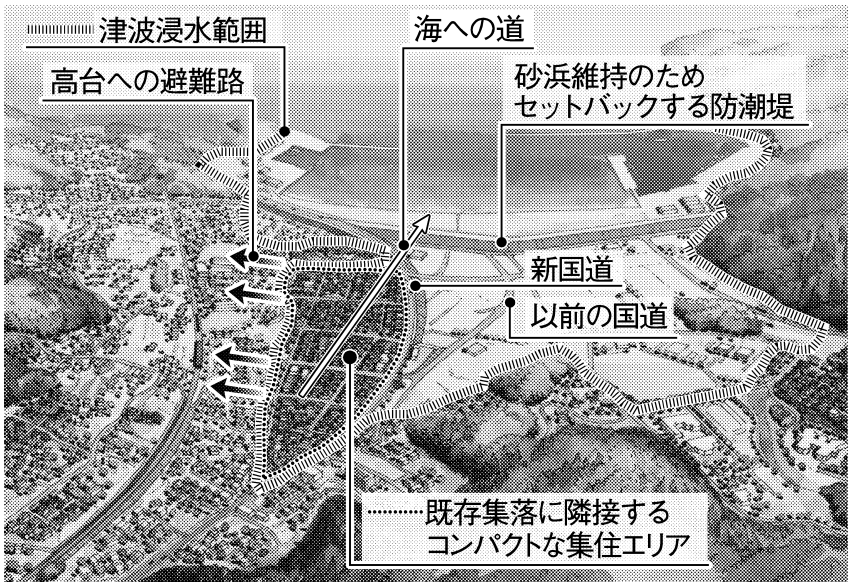 津波浸水範囲
海への道
高台への避難路
砂浜維持のため
セットバックする防潮堤
新国道
以前の国道
既存集落に隣接する
コンパクトな集住エリア